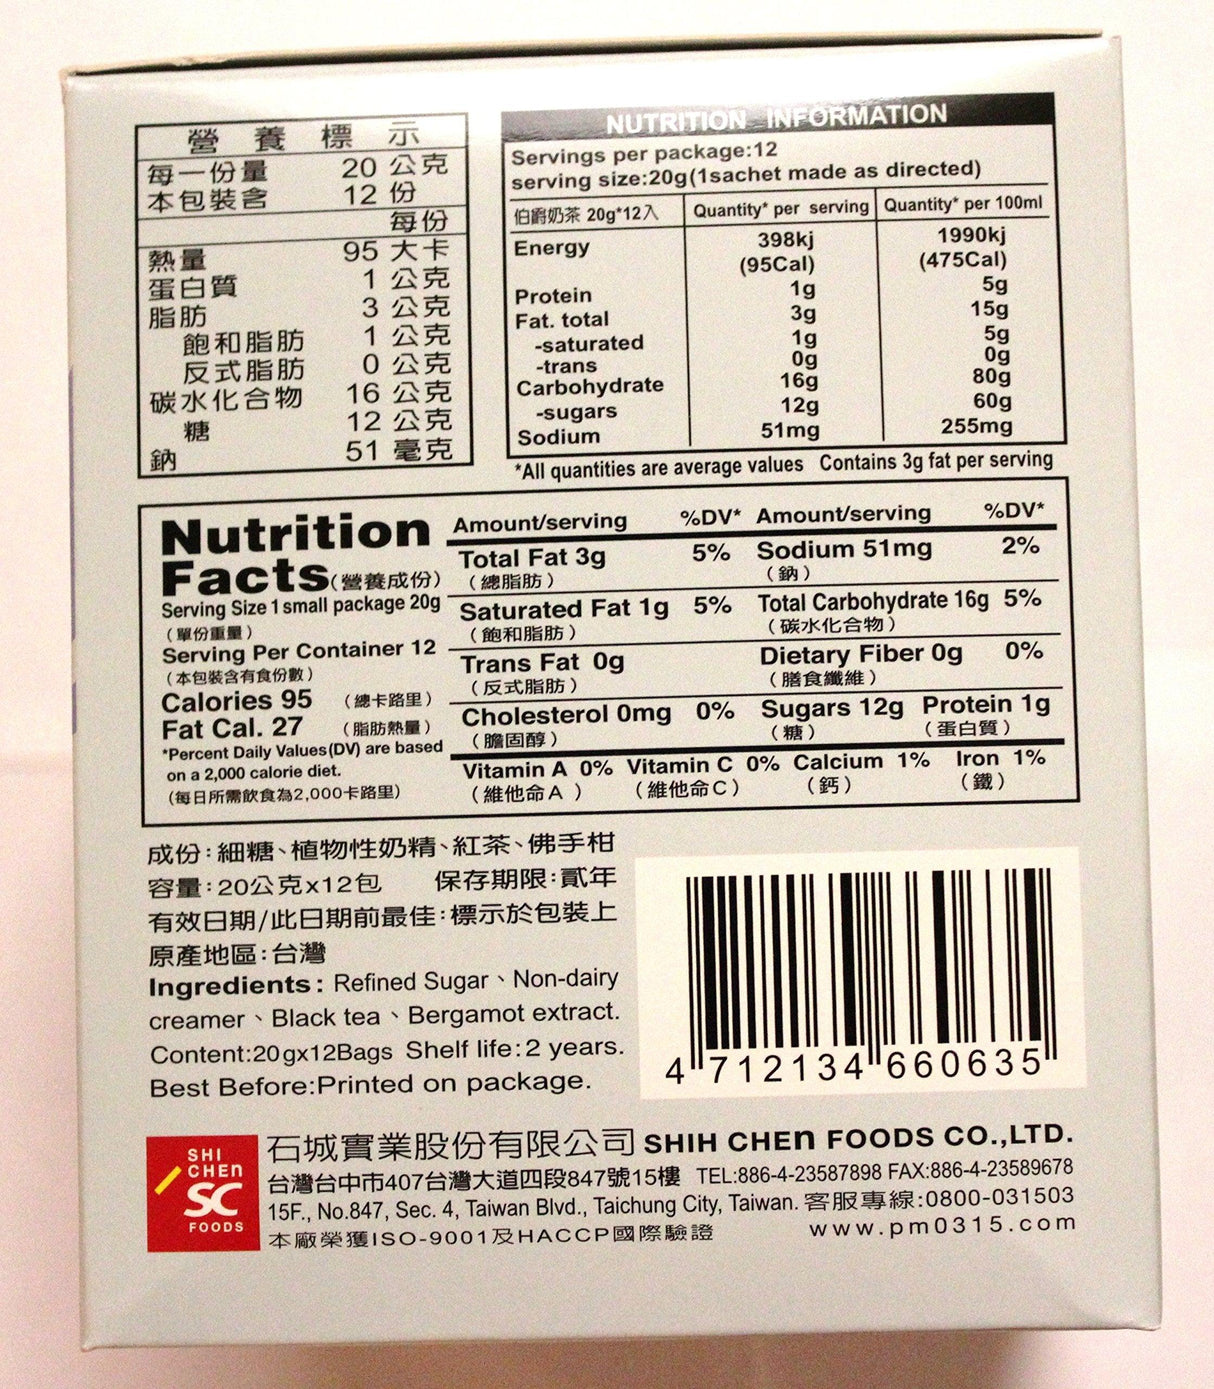 營養標示
每一份量 20 公克
本包裝含 12 份
每份
熱量 95 大卡
蛋白質 1 公克
脂肪 3 公克
飽和脂肪 1 公克
反式脂肪 0 公克
碳水化合物 16 公克
糖 12 公克
鈉 51 毫克
NUTRITION INFORMATION
Servings per package:12
serving size:20g(1sachet made as directed)
伯爵奶茶 20g*12入 Quantity* per serving Quantity* per 100ml
Energy 398kj 1990kj
(95Cal) (475Cal)
Protein 1g 5g
Fat. total 3g 15g
-saturated 1g 5g
-trans 0g 0g
Carbohydrate 16g 80g
-sugars 12g 60g
Sodium 51mg 255mg
*All quantities are average values Contains 3g fat per serving
Nutrition
Facts(營養成份)
Serving Size 1 small package 20g
(單份重量)
Serving Per Container 12
(本包裝含有食份數)
Calories 95 (總卡路里)
Fat Cal. 27 (脂肪熱量)
*Percent Daily Values(DV) are based
on a 2,000 calorie diet.
(每日所需飲食為2,000卡路里)
Amount/serving %DV* Amount/serving %DV*
Total Fat 3g 5% Sodium 51mg 2%
(總脂肪) (鈉)
Saturated Fat 1g 5% Total Carbohydrate 16g 5%
(飽和脂肪) (碳水化合物)
Trans Fat 0g Dietary Fiber 0g 0%
(反式脂肪) (膳食纖維)
Cholesterol 0mg 0% Sugars 12g Protein 1g
(膽固醇) (糖) (蛋白質)
Vitamin A 0% Vitamin C 0% Calcium 1% Iron 1%
(維他命A) (維他命C) (鈣) (鐵)
成份:細糖、植物性奶精、紅茶、佛手柑
容量:20公克x12包 保存期限:貳年
有效日期/此日期前最佳:標示於包裝上
原產地區:台灣
Ingredients: Refined Sugar、Non-dairy
creamer、Black tea、Bergamot extract.
Content:20gx12Bags Shelf life:2 years.
Best Before:Printed on package.
4 712134 660635
SHI
CHEn
SC
FOODS
石城實業股份有限公司 SHIH CHEn FOODS CO.,LTD.
台灣台中市407台灣大道四段847號15樓 TEL:886-4-23587898 FAX:886-4-23589678
15F., No.847, Sec. 4, Taiwan Blvd., Taichung City, Taiwan. 客服專線:0800-031503
本廠榮獲ISO-9001及HACCP國際驗證 www.pm0315.com